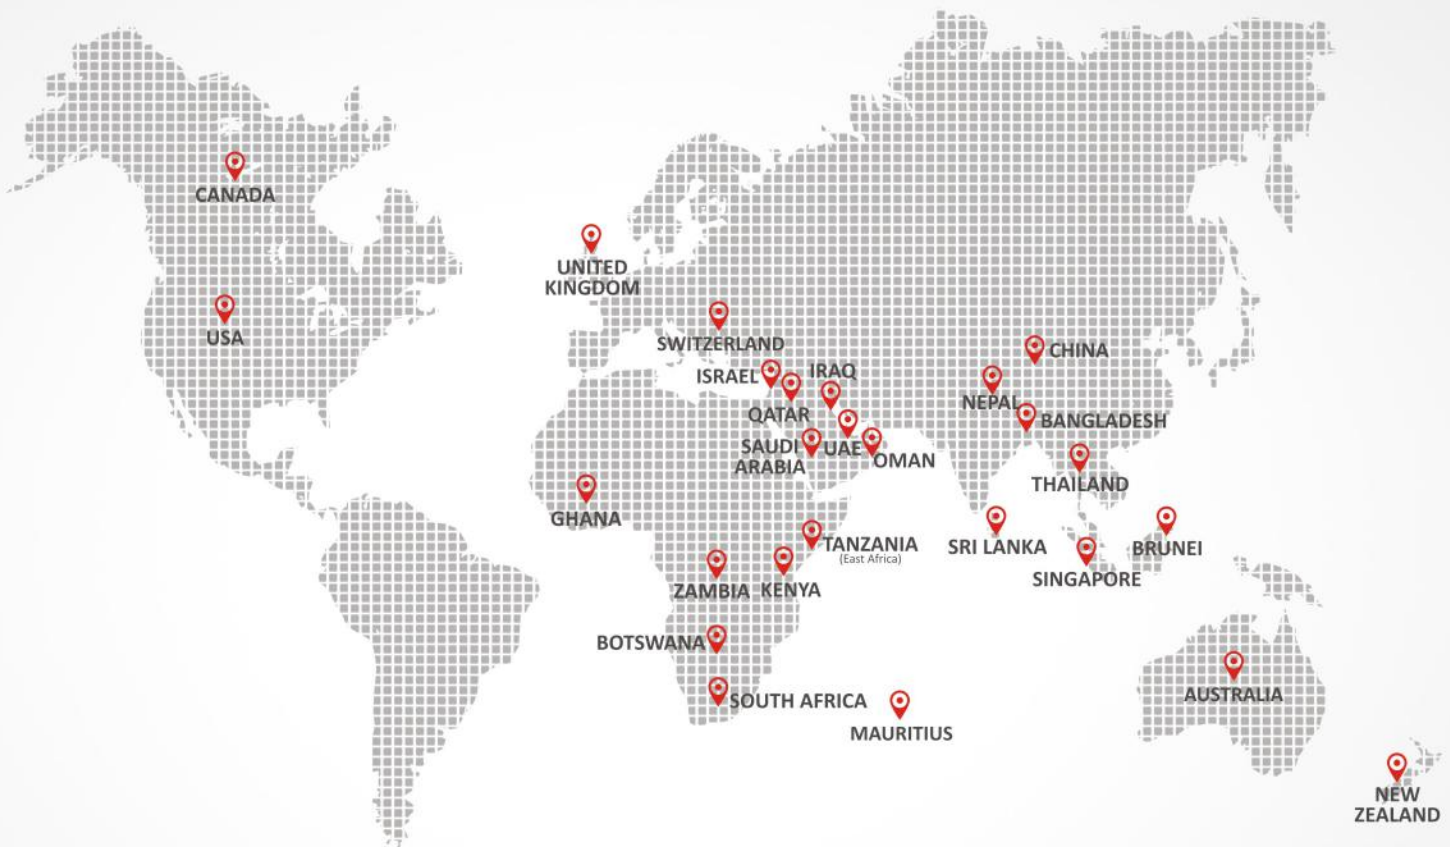 CANADA
USA
UNITED
KINGDOM
SWITZERLAND
ISRAEL
IRAQ
QATAR
SAUDI
ARABIA
UAE
OMAN
CHINA
NEPAL
BANGLADESH
THAILAND
GHANA
TANZANIA
(East Africa)
SRI LANKA
BRUNEI
SINGAPORE
ZAMBIA
KENYA
BOTSWANA
SOUTH AFRICA
MAURITIUS
AUSTRALIA
NEW
ZEALAND